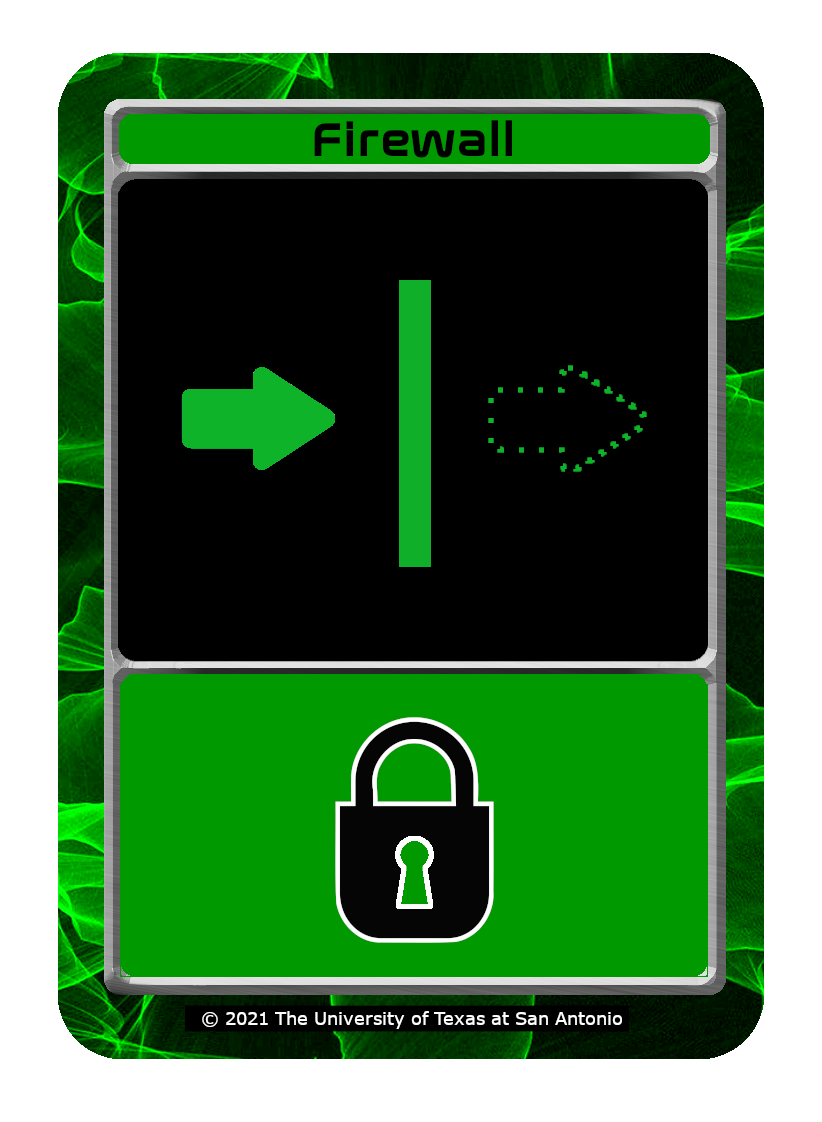 Firewall
© 2021 The University of Texas at San Antonio